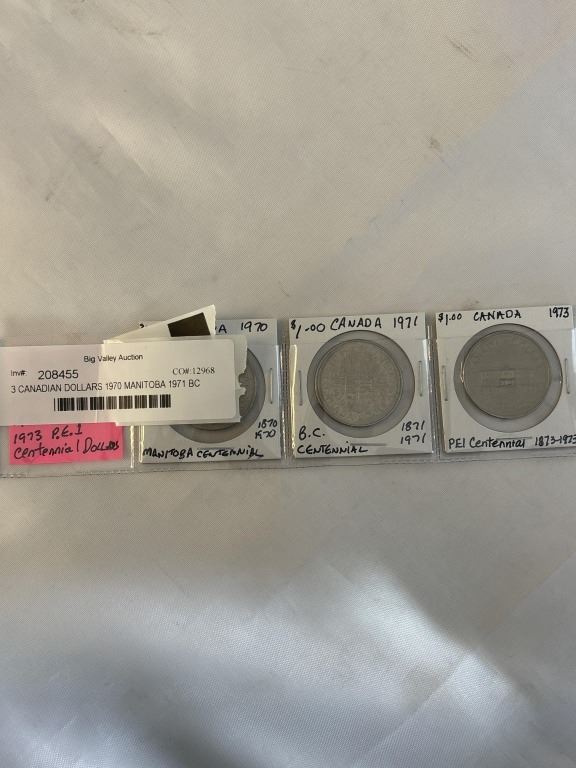 Big Valley Auction
Inv#: 208455 CO#:12968
3 CANADIAN DOLLARS 1970 MANITOBA 1971 BC
1973 P.E.I
Centennial Dollars
A 1970
1870
1970
MANITOBA CENTENNIAL
$1.00 CANADA 1971
B.C. 1871
CENTENNIAL 1971
$1.00 CANADA 1973
PEI Centennial 1873-1973